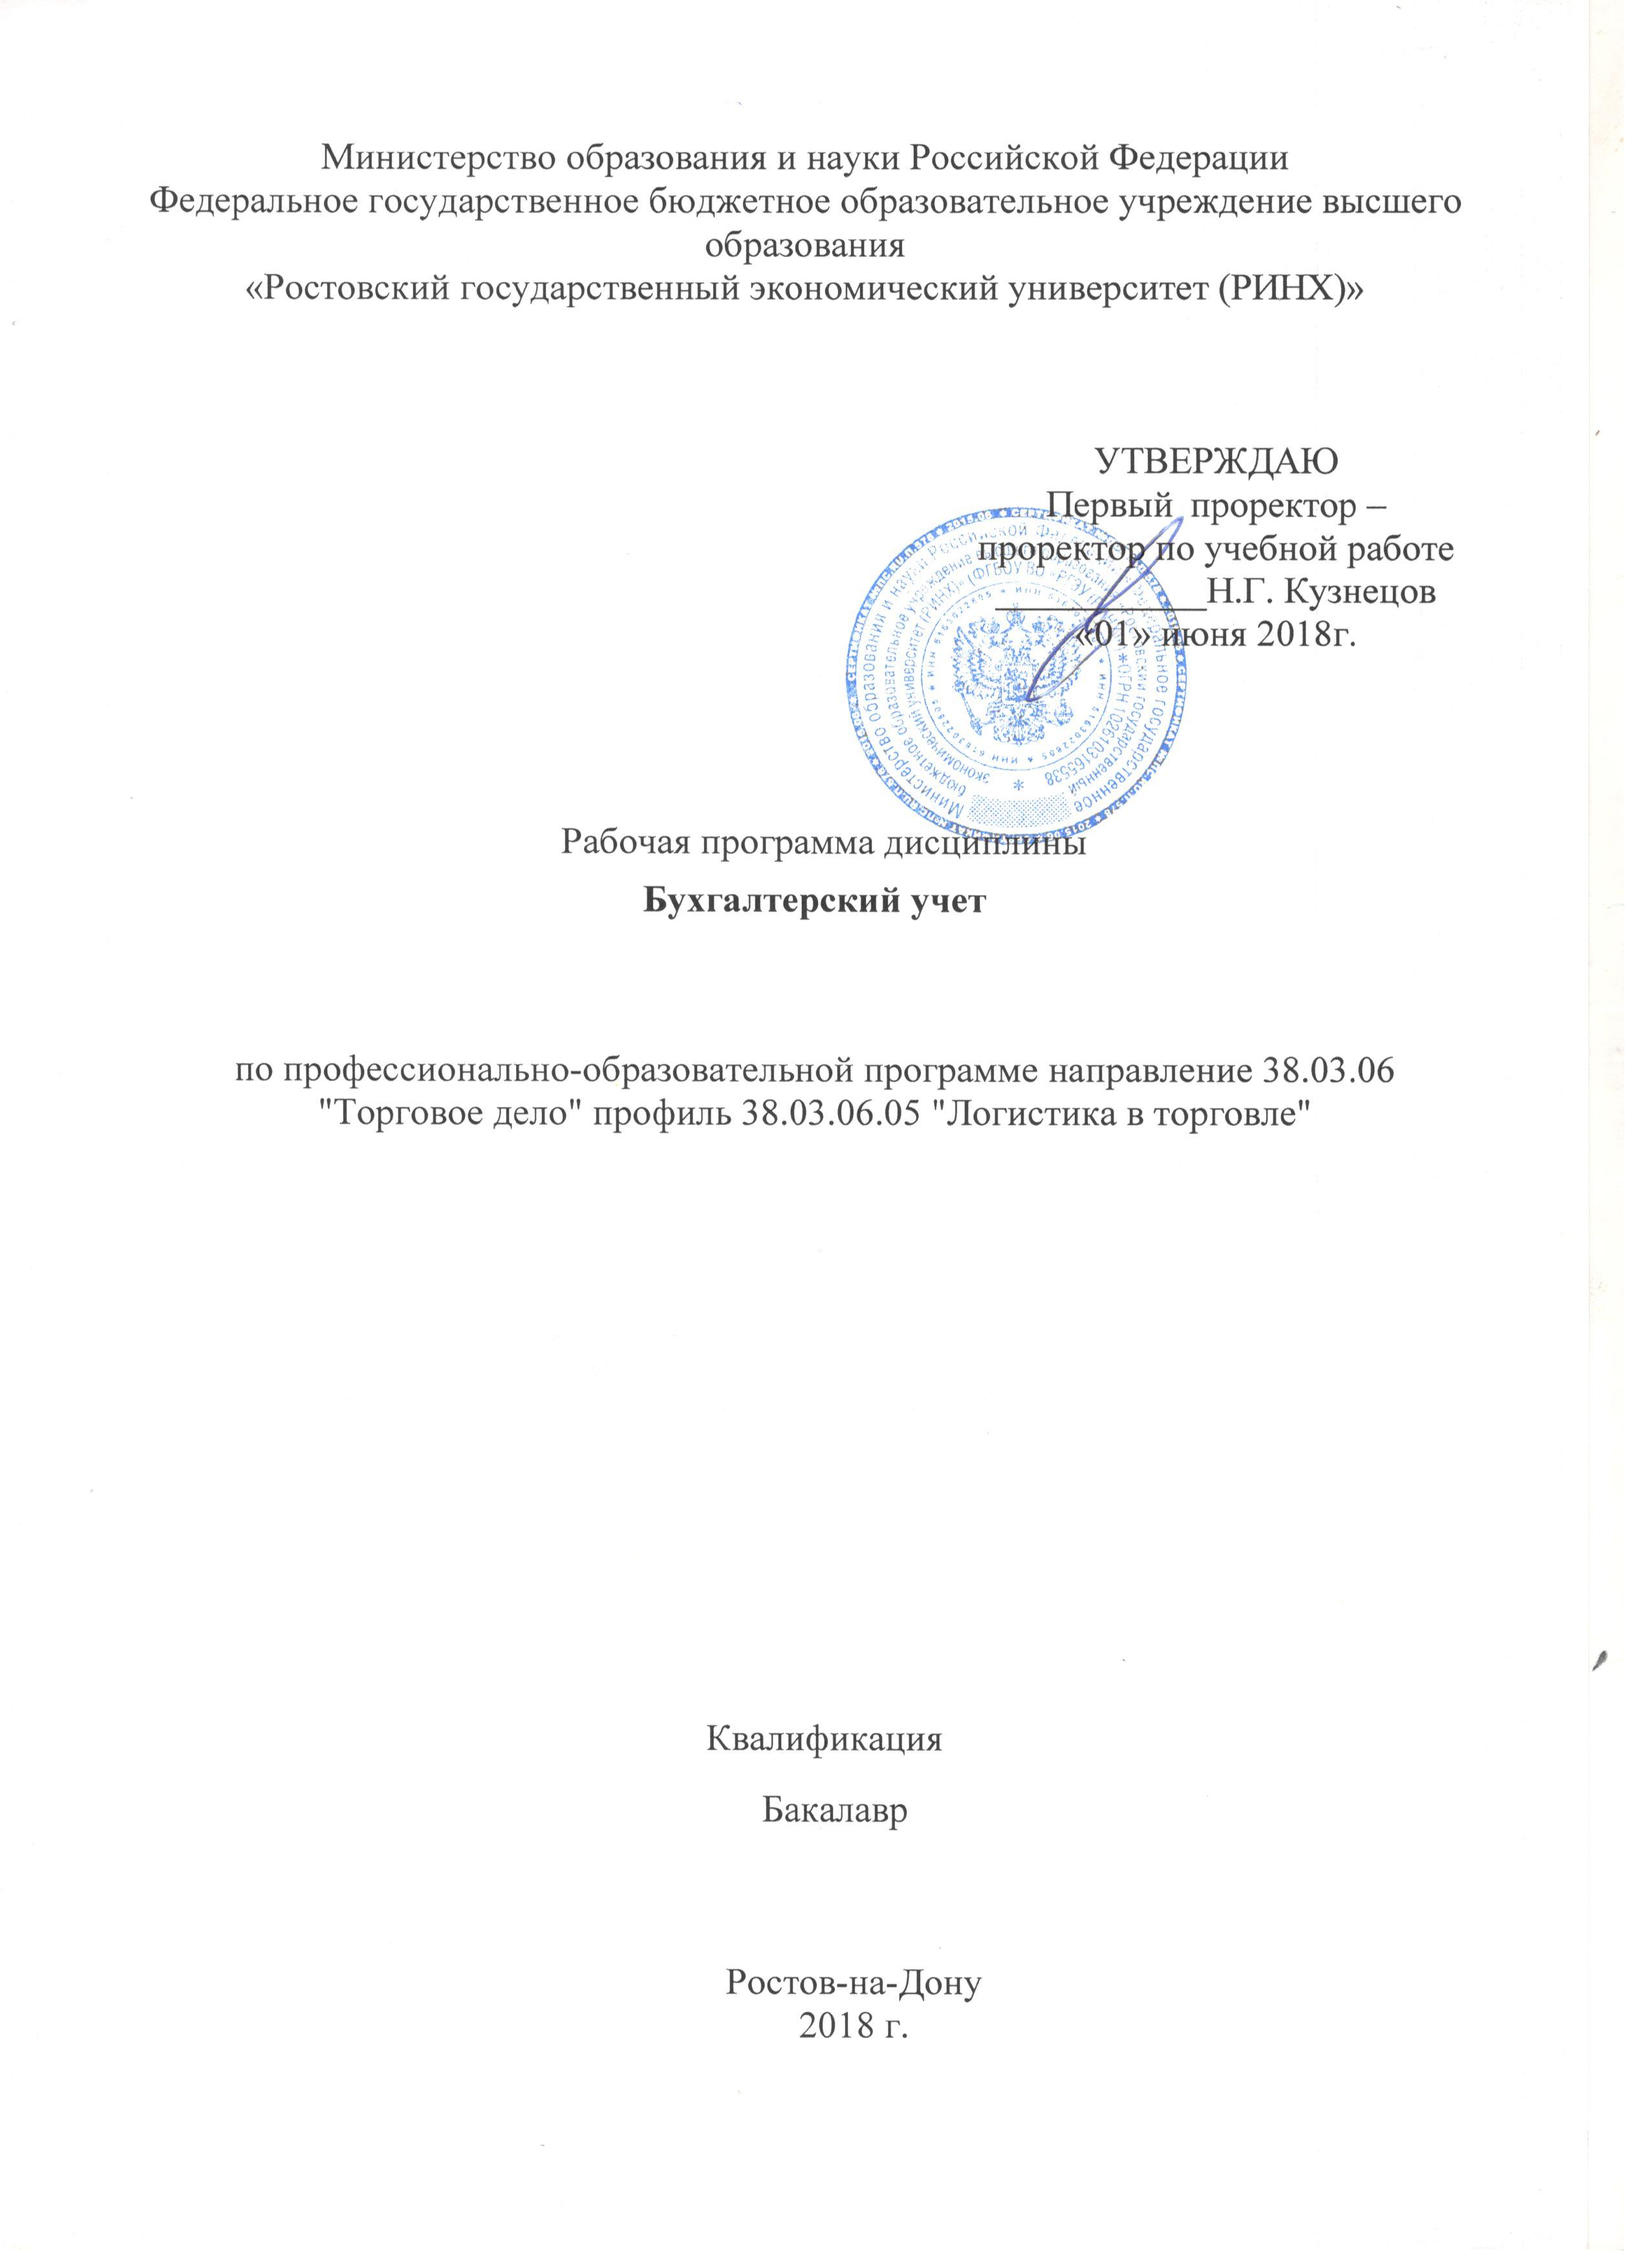 Министерство образования и науки Российской Федерации
Федеральное государственное бюджетное образовательное учреждение высшего
образования
«Ростовский государственный экономический университет (РИНХ)»
УТВЕРЖДАЮ
Первый проректор –
проректор по учебной работе
___________Н.Г. Кузнецов
«01» июня 2018г.
Рабочая программа дисциплины
Бухгалтерский учет
по профессионально-образовательной программе направление 38.03.06
"Торговое дело" профиль 38.03.06.05 "Логистика в торговле"
Квалификация
Бакалавр
Ростов-на-Дону
2018 г.